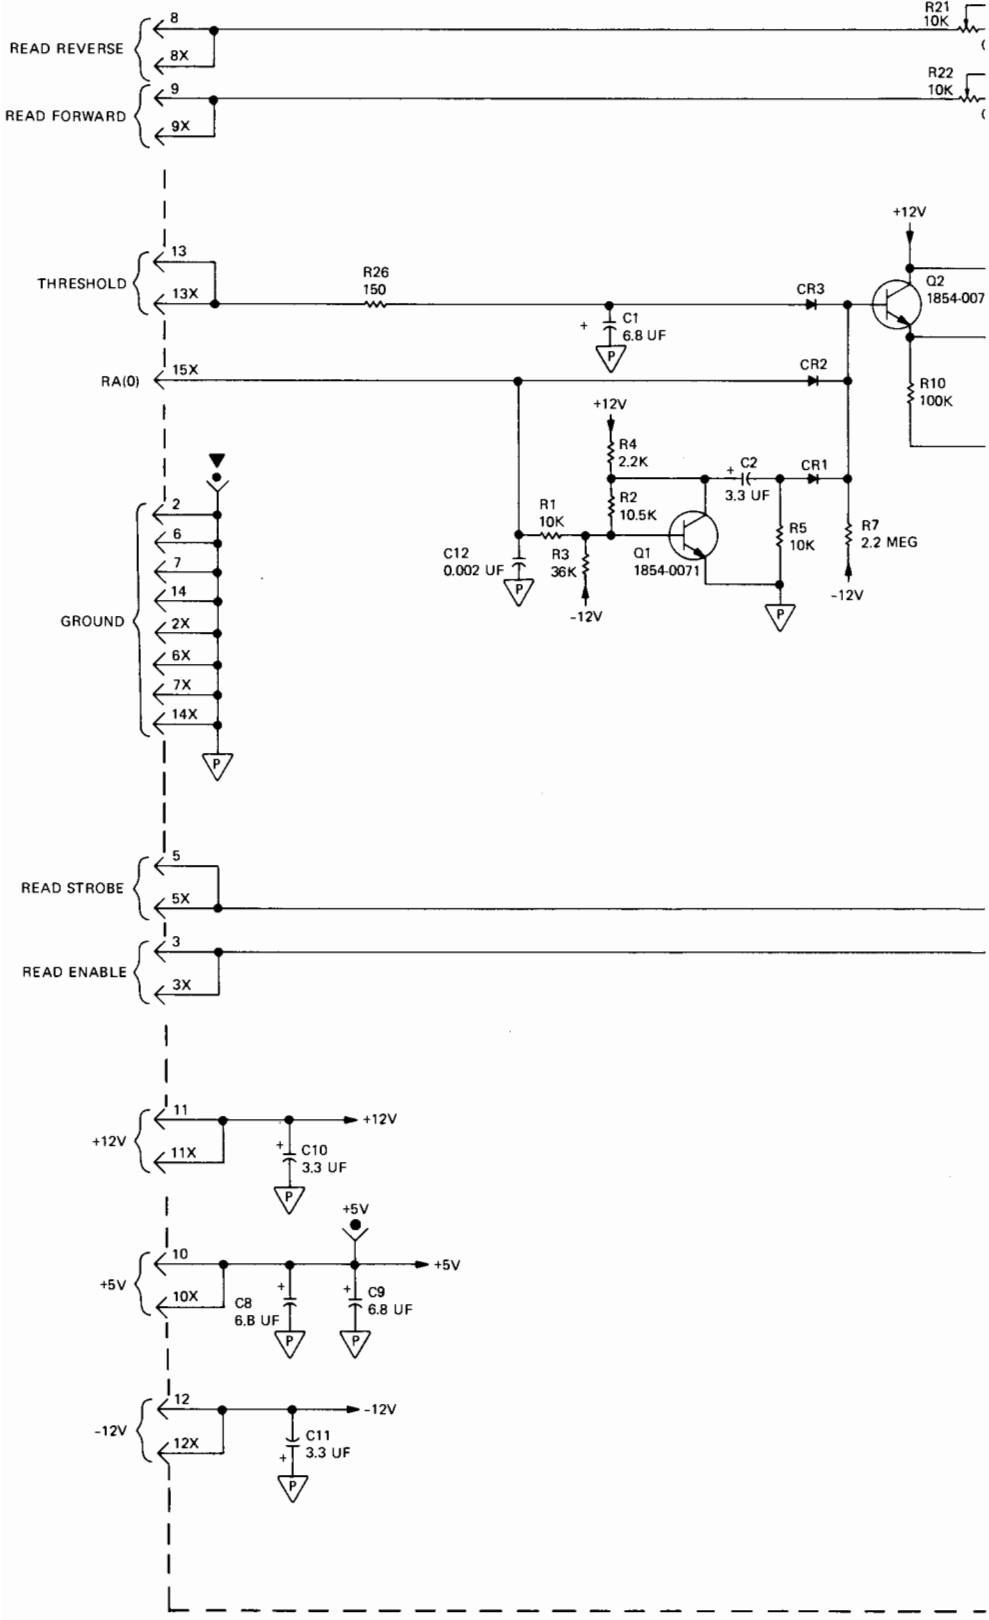 R21
10K
8
READ REVERSE
8X
R22
10K
9
READ FORWARD
9X
+12V
13
THRESHOLD
13X
R26
150
CR3
Q2
1854-007
+
C1
6.8 UF
P
RA(0)
15X
CR2
R10
100K
+12V
R4
2.2K
+
C2
3.3 UF
CR1
R2
10.5K
R1
10K
R5
10K
R7
2.2 MEG
C12
0.002 UF
R3
36K
Q1
1854-0071
P
-12V
-12V
P
2
6
7
14
GROUND
2X
6X
7X
14X
P
5
READ STROBE
5X
3
READ ENABLE
3X
11
+12V
11X
+12V
+
C10
3.3 UF
P
+5V
10
+5V
10X
+5V
+
C8
6.B UF
+
C9
6.8 UF
P
P
12
-12V
12X
-12V
C11
3.3 UF
+
P